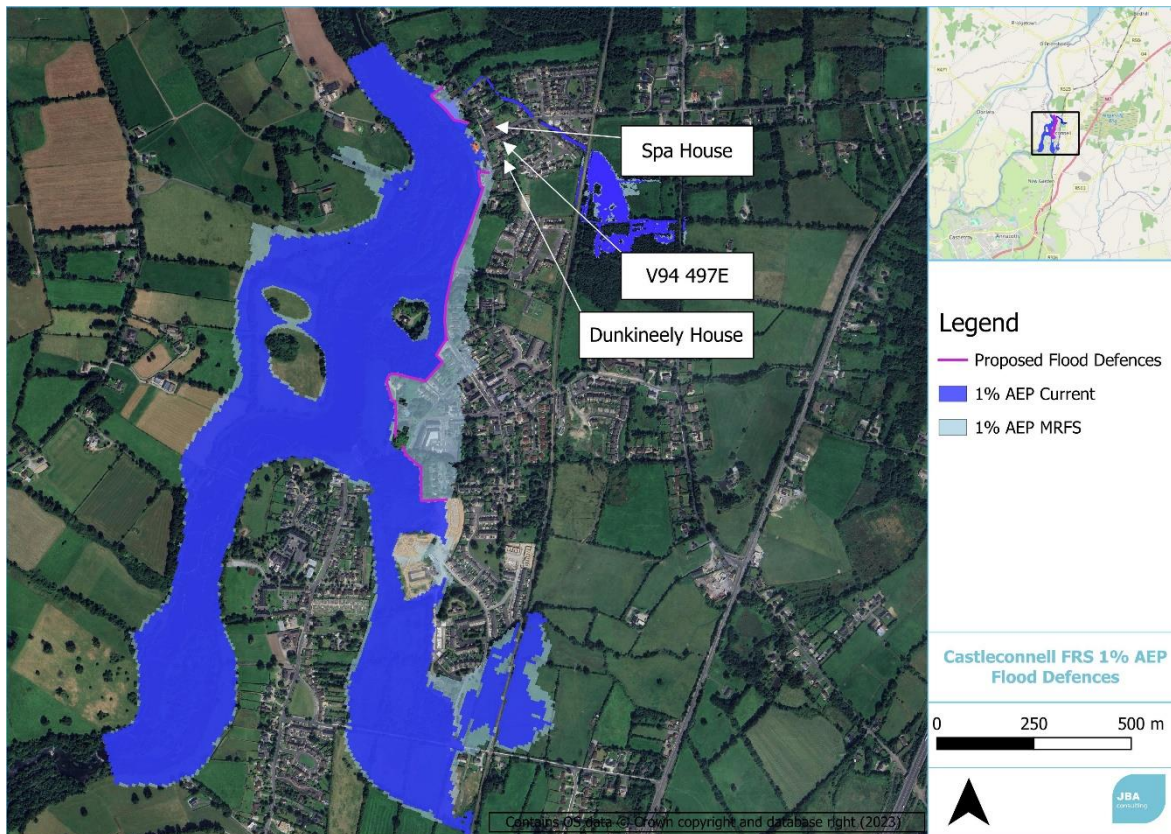 Spa House
V94 497E
Dunkineely House
Contains OS data © Crown copyright and database right (2023)
Legend
Proposed Flood Defences
1% AEP Current
1% AEP MRFS
Castleconnell FRS 1% AEP
Flood Defences
0 250 500 m
JBA
consulting